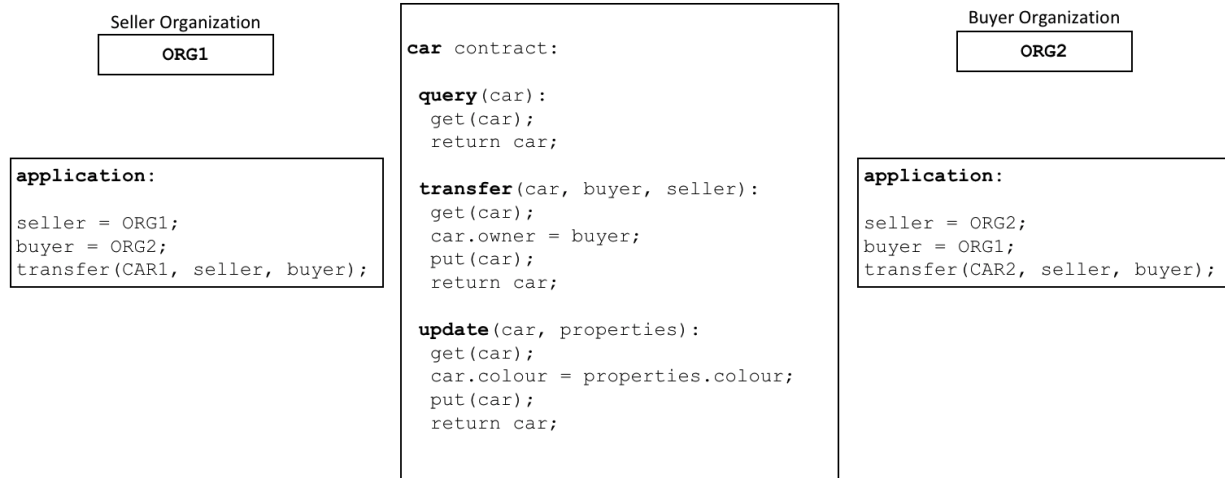 Seller Organization
ORG1
application:
seller = ORG1;
buyer = ORG2;
transfer(CAR1, seller, buyer);
car contract:
query(car):
get(car);
return car;
transfer(car, buyer, seller):
get(car);
car.owner = buyer;
put(car);
return car;
update(car, properties):
get(car);
car.colour = properties.colour;
put(car);
return car;
Buyer Organization
ORG2
application:
seller = ORG2;
buyer = ORG1;
transfer(CAR2, seller, buyer);